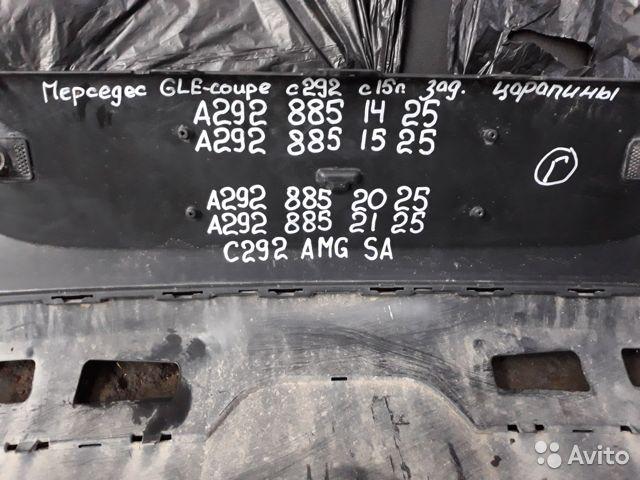 Мерседес GLE-coupe c292 с15п зад. царапины
A292 885 14 25
A292 885 15 25
Г
A292 885 20 25
A292 885 21 25
C292 AMG SA
Avito